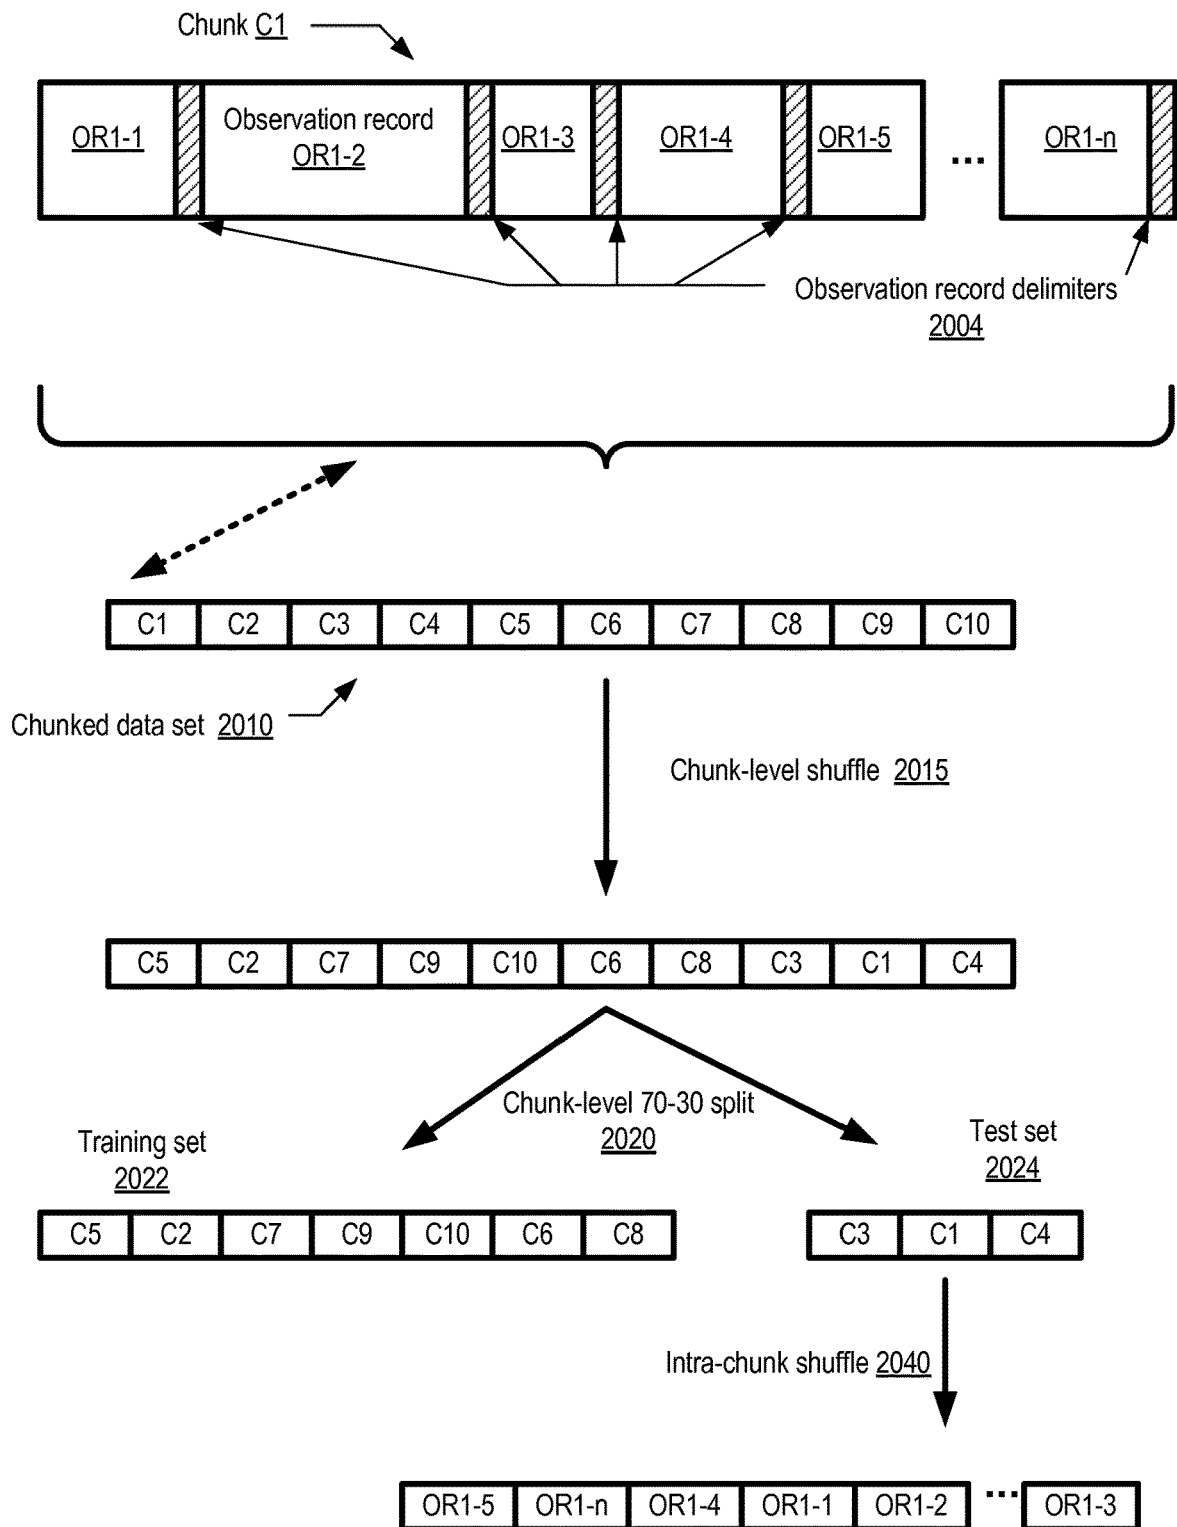 Chunk C1
OR1-1 Observation record OR1-3 OR1-4 OR1-5 ... OR1-n
OR1-2
Observation record delimiters
2004
C1 C2 C3 C4 C5 C6 C7 C8 C9 C10
Chunked data set 2010
Chunk-level shuffle 2015
C5 C2 C7 C9 C10 C6 C8 C3 C1 C4
Chunk-level 70-30 split
2020
Training set
2022
Test set
2024
C5 C2 C7 C9 C10 C6 C8
C3 C1 C4
Intra-chunk shuffle 2040
OR1-5 OR1-n OR1-4 OR1-1 OR1-2 ... OR1-3